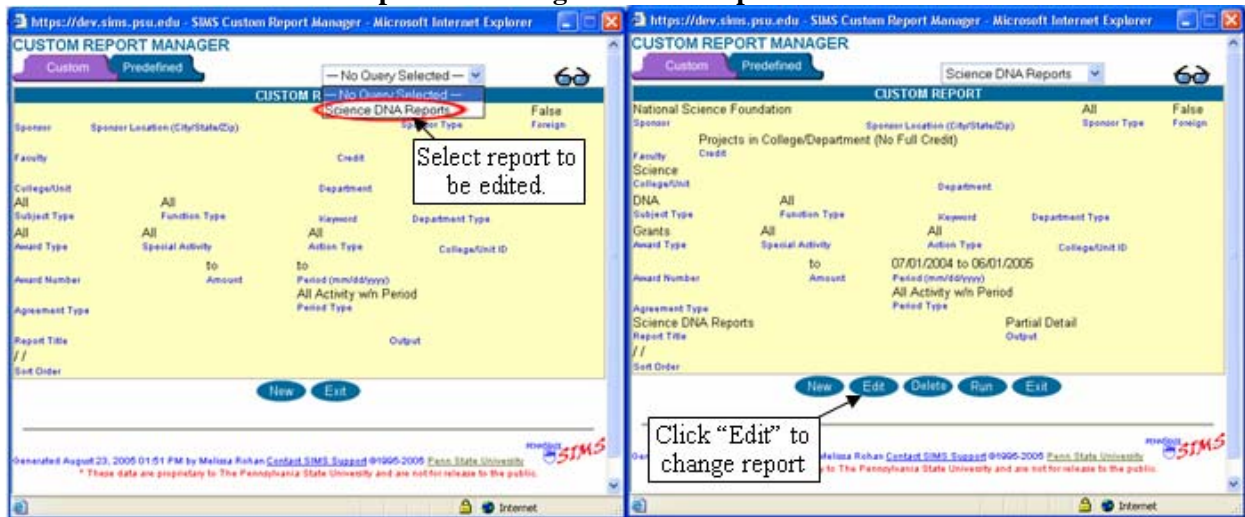 https://dev.sims.psu.edu - SIMS Custom Report Manager - Microsoft Internet Explorer
CUSTOM REPORT MANAGER
Custom Predefined
— No Query Selected —
CUSTOM R — No Query Selected —
Science DNA Reports
False
Sponsor Sponsor Location (City/State/Zip) Sponsor Type Foreign
Select report to
be edited.
Faculty Credit
College/Unit Department
All All
Subject Type Function Type Keyword Department Type
All All All
Award Type Special Activity Action Type College/Unit ID
to to
Award Number Amount Period (mm/dd/yyyy)
All Activity w/n Period
Agreement Type Period Type
Report Title Output
/ /
Sort Order
New Exit
POWERED BY SIMS
Generated August 23, 2005 01:51 PM by Melissa Rohan Contact SIMS Support ©1995-2005 Penn State University
* These data are proprietary to The Pennsylvania State University and are not for release to the public.
Internet
https://dev.sims.psu.edu - SIMS Custom Report Manager - Microsoft Internet Explorer
CUSTOM REPORT MANAGER
Custom Predefined
Science DNA Reports
CUSTOM REPORT
National Science Foundation All False
Sponsor Sponsor Location (City/State/Zip) Sponsor Type Foreign
Projects in College/Department (No Full Credit)
Faculty Credit
Science
College/Unit Department
DNA All
Subject Type Function Type Keyword Department Type
Grants All All
Award Type Special Activity Action Type College/Unit ID
to 07/01/2004 to 06/01/2005
Award Number Amount Period (mm/dd/yyyy)
All Activity w/n Period
Agreement Type Period Type
Science DNA Reports Partial Detail
Report Title Output
/ /
Sort Order
New Edit Delete Run Exit
Click “Edit” to
change report
POWERED BY SIMS
Melissa Rohan Contact SIMS Support ©1995-2005 Penn State University
to The Pennsylvania State University and are not for release to the public.
Internet